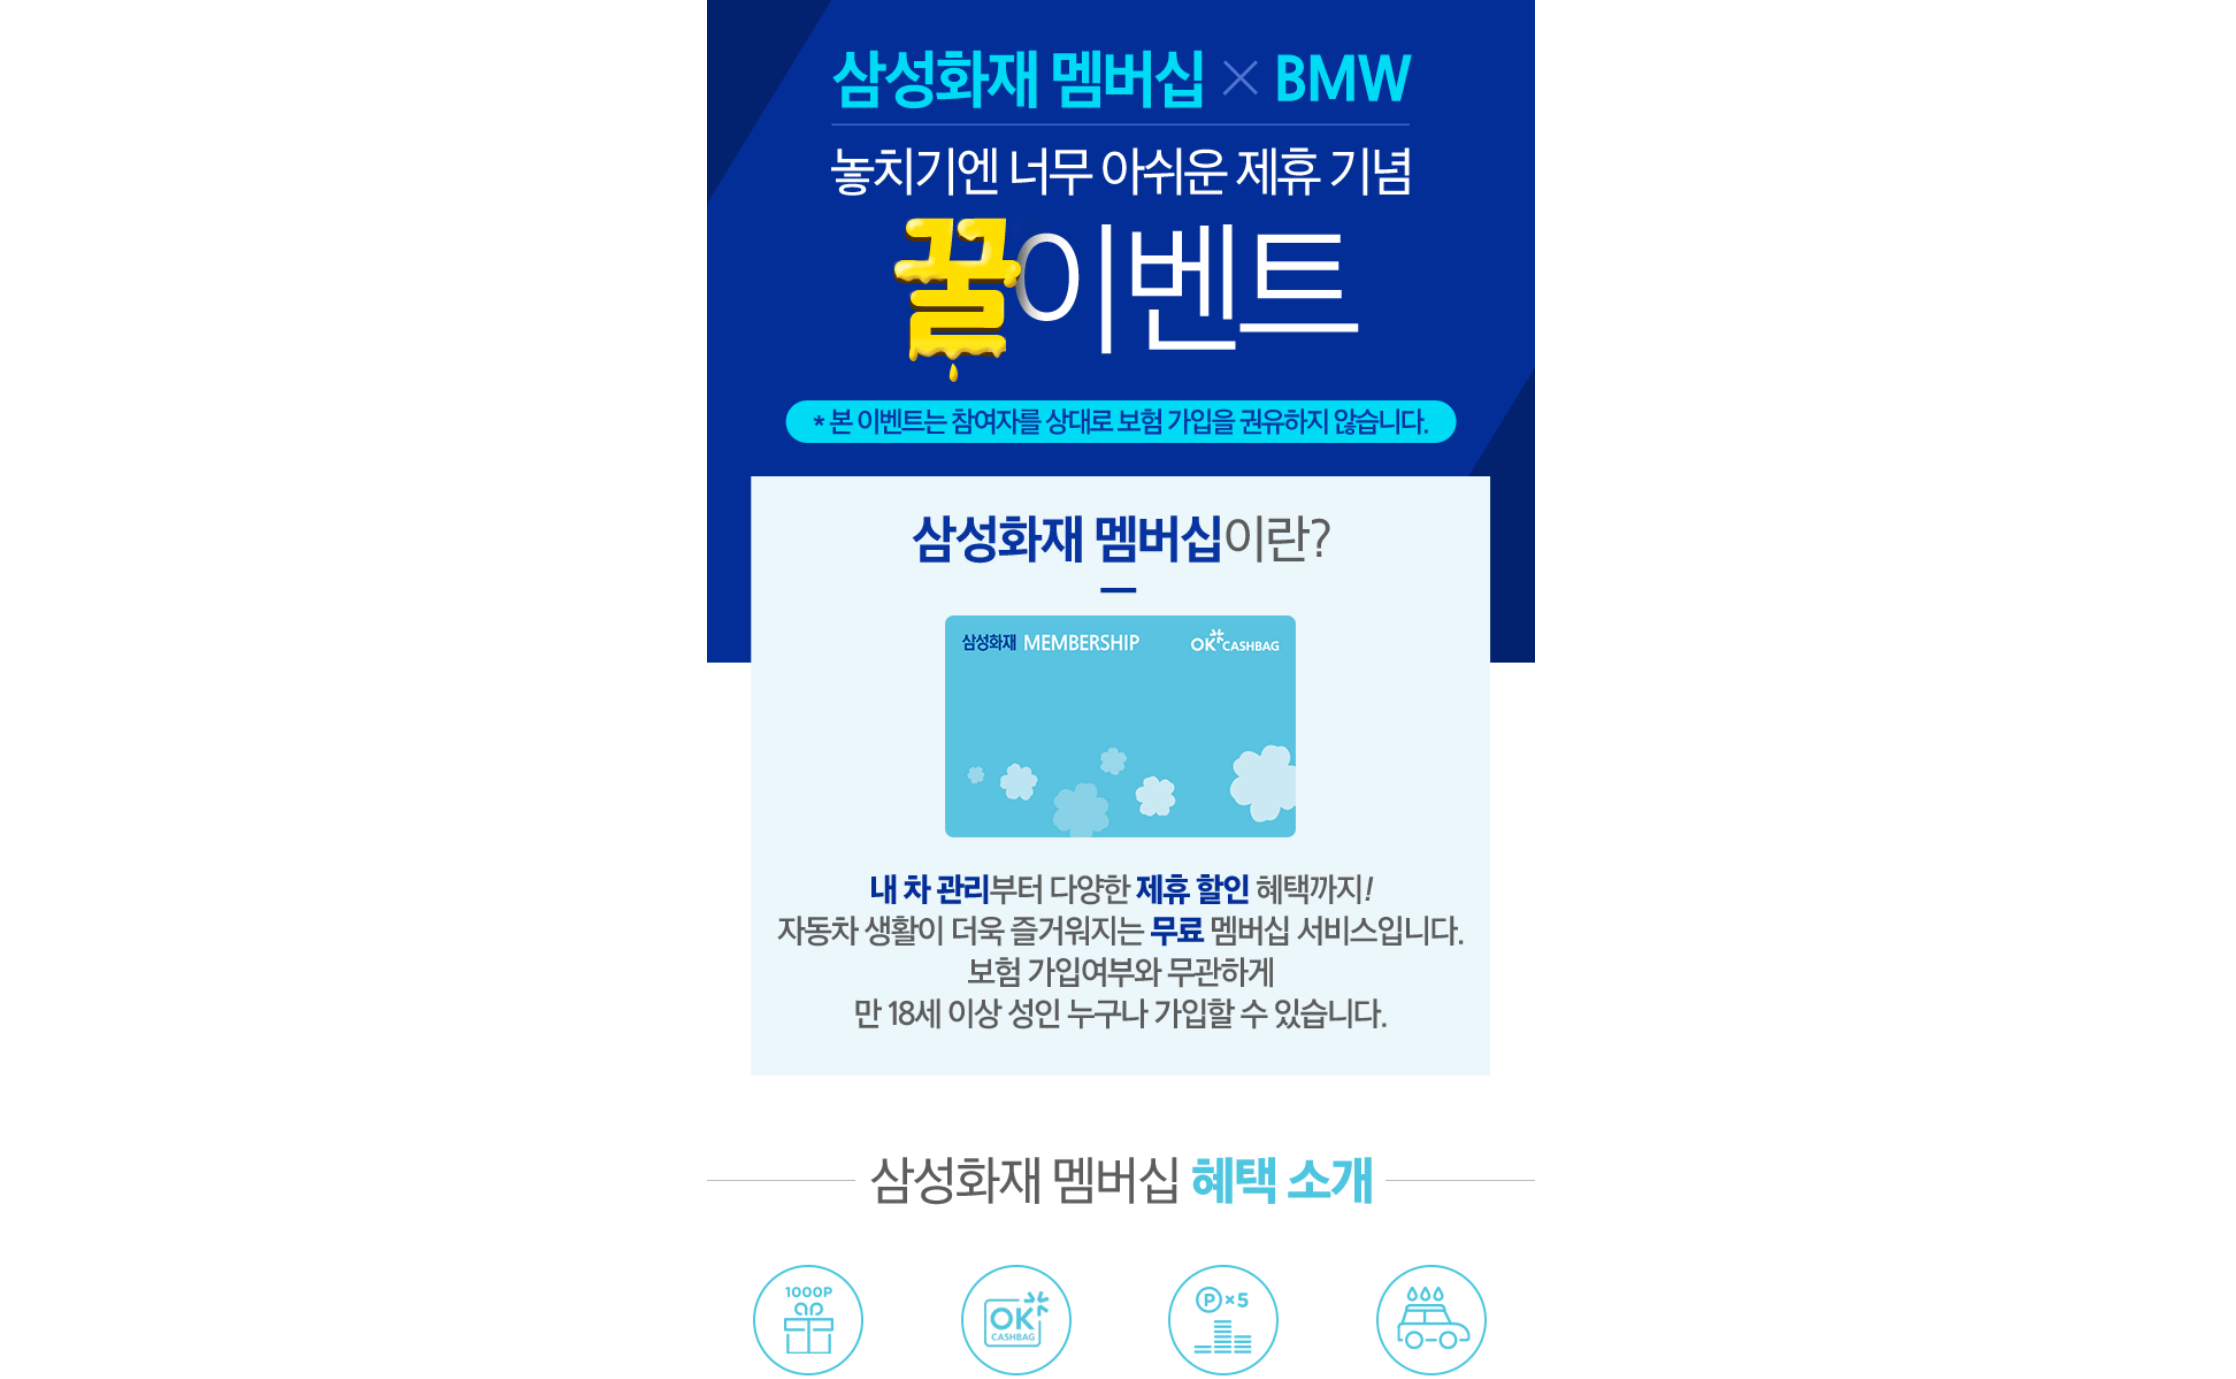 삼성화재 멤버십 × BMW
놓치기엔 너무 아쉬운 제휴 기념
꿀이벤트
* 본 이벤트는 참여자를 상대로 보험 가입을 권유하지 않습니다.
삼성화재 멤버십이란?
삼성화재 MEMBERSHIP OK CASHBAG
내 차 관리부터 다양한 제휴 할인 혜택까지!
자동차 생활이 더욱 즐거워지는 무료 멤버십 서비스입니다.
보험 가입여부와 무관하게
만 18세 이상 성인 누구나 가입할 수 있습니다.
삼성화재 멤버십 혜택 소개
1000P
OK
CASHBAG
P×5